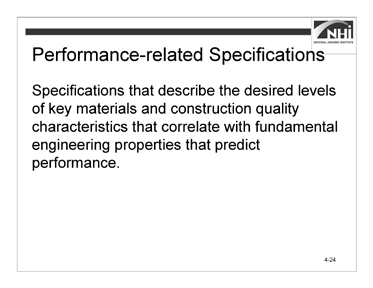 NHI
NATIONAL HIGHWAY INSTITUTE
Performance-related Specifications
Specifications that describe the desired levels
of key materials and construction quality
characteristics that correlate with fundamental
engineering properties that predict
performance.
4-24